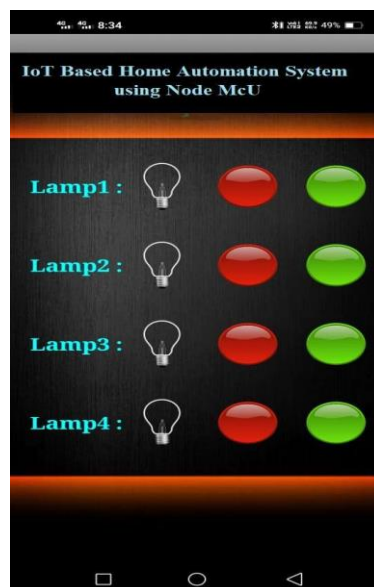 8:34
49%
IoT Based Home Automation System
using Node McU
Lamp1 :
Lamp2 :
Lamp3 :
Lamp4 :